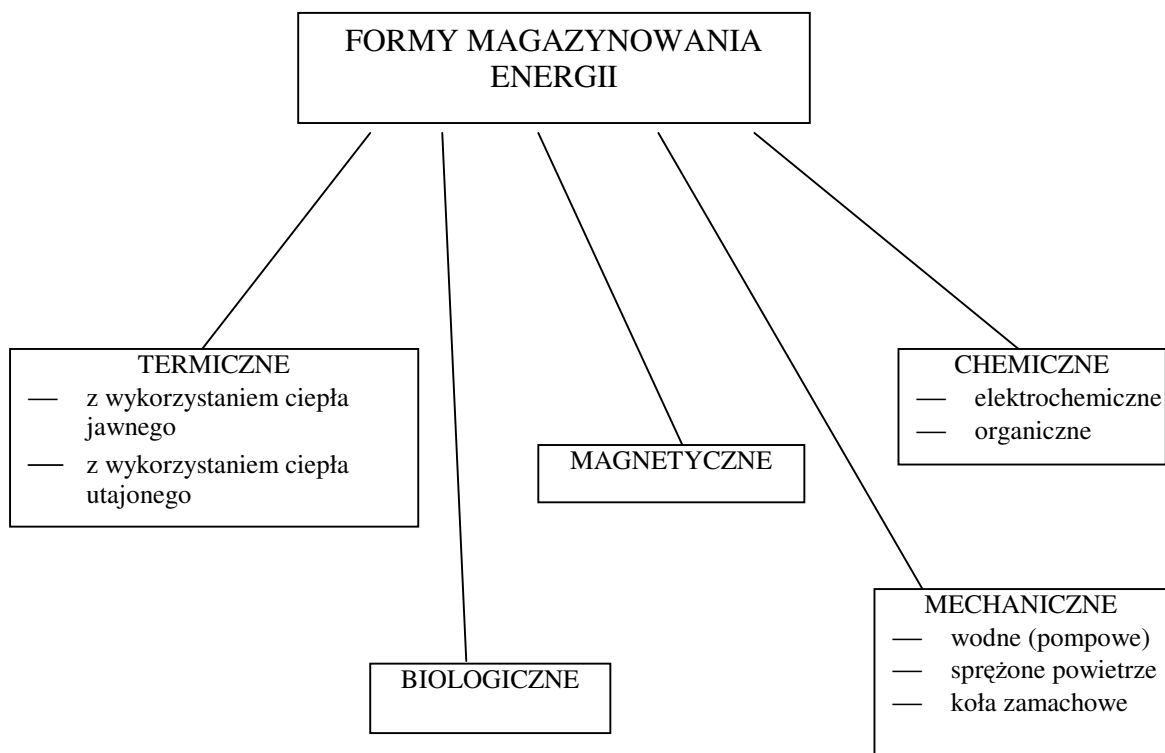 FORMY MAGAZYNOWANIA
ENERGII
TERMICZNE
— z wykorzystaniem ciepła
jawnego
— z wykorzystaniem ciepła
utajonego
BIOLOGICZNE
MAGNETYCZNE
CHEMICZNE
— elektrochemiczne
— organiczne
MECHANICZNE
— wodne (pompowe)
— sprężone powietrze
— koła zamachowe